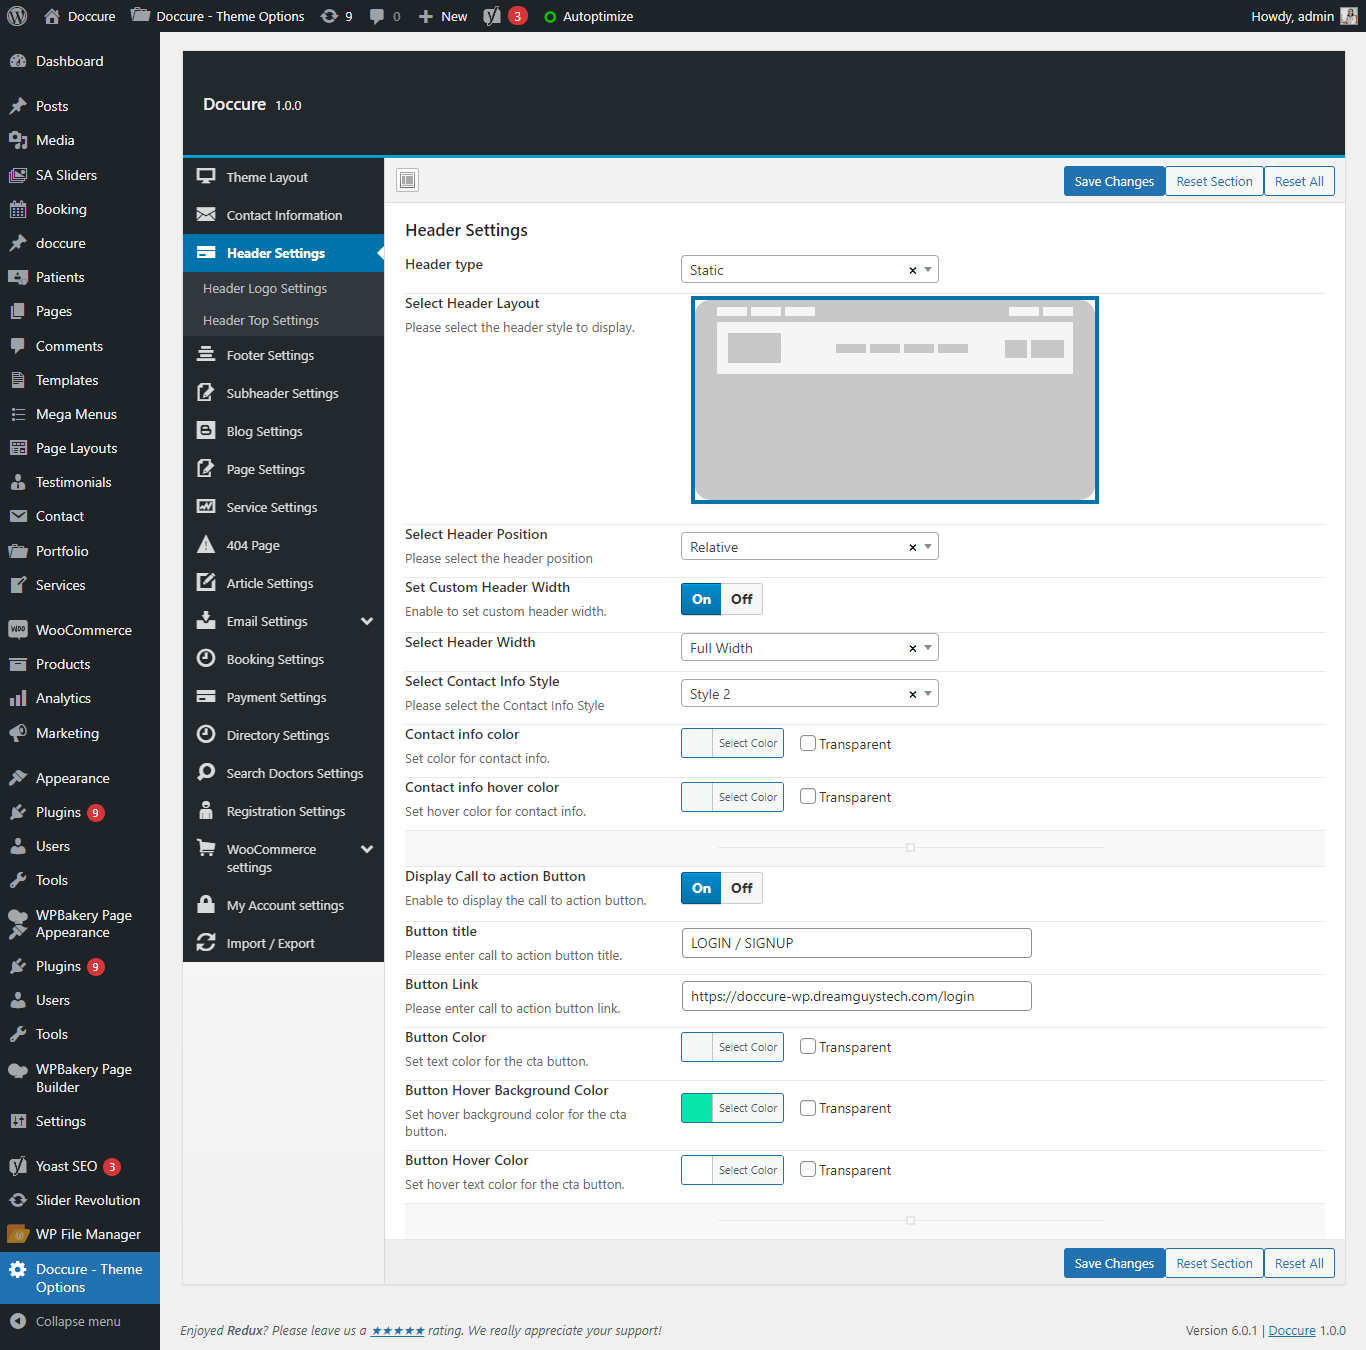 Doccure
Doccure - Theme Options
9
0
New
3
Autoptimize
Howdy, admin
Dashboard
Posts
Media
SA Sliders
Booking
doccure
Patients
Pages
Comments
Templates
Mega Menus
Page Layouts
Testimonials
Contact
Portfolio
Services
WooCommerce
Products
Analytics
Marketing
Appearance
Plugins 9
Users
Tools
WPBakery Page
Appearance
Plugins 9
Users
Tools
WPBakery Page
Builder
Settings
Yoast SEO 3
Slider Revolution
WP File Manager
Doccure - Theme
Options
Collapse menu
Doccure 1.0.0
Theme Layout
Contact Information
Header Settings
Header Logo Settings
Header Top Settings
Footer Settings
Subheader Settings
Blog Settings
Page Settings
Service Settings
404 Page
Article Settings
Email Settings
Booking Settings
Payment Settings
Directory Settings
Search Doctors Settings
Registration Settings
WooCommerce
settings
My Account settings
Import / Export
Save Changes
Reset Section
Reset All
Header Settings
Header type
Static
Select Header Layout
Please select the header style to display.
Select Header Position
Please select the header position
Relative
Set Custom Header Width
Enable to set custom header width.
On Off
Select Header Width
Full Width
Select Contact Info Style
Please select the Contact Info Style
Style 2
Contact info color
Set color for contact info.
Select Color
Transparent
Contact info hover color
Set hover color for contact info.
Select Color
Transparent
Display Call to action Button
Enable to display the call to action button.
On Off
Button title
Please enter call to action button title.
LOGIN / SIGNUP
Button Link
Please enter call to action button link.
https://doccure-wp.dreamguystech.com/login
Button Color
Set text color for the cta button.
Select Color
Transparent
Button Hover Background Color
Set hover background color for the cta
button.
Select Color
Transparent
Button Hover Color
Set hover text color for the cta button.
Select Color
Transparent
Save Changes
Reset Section
Reset All
Enjoyed Redux? Please leave us a ★★★★★ rating. We really appreciate your support!
Version 6.0.1 | Doccure 1.0.0